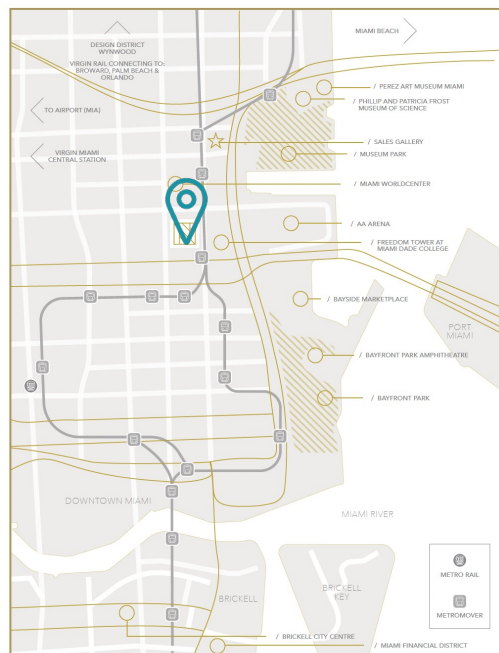 MIAMI BEACH
DESIGN DISTRICT
WYNWOOD
VIRGIN RAIL CONNECTING TO:
BROWARD, PALM BEACH &
ORLANDO
/ PEREZ ART MUSEUM MIAMI
/ PHILLIP AND PATRICIA FROST
MUSEUM OF SCIENCE
TO AIRPORT (MIA)
/ SALES GALLERY
/ MUSEUM PARK
VIRGIN MIAMI
CENTRAL STATION
/ MIAMI WORLDCENTER
/ AA ARENA
/ FREEDOM TOWER AT
MIAMI DADE COLLEGE
/ BAYSIDE MARKETPLACE
PORT
MIAMI
/ BAYFRONT PARK AMPHITHEATRE
/ BAYFRONT PARK
DOWNTOWN MIAMI
MIAMI RIVER
METRO RAIL
BRICKELL
BRICKELL
KEY
METROMOVER
/ BRICKELL CITY CENTRE
/ MIAMI FINANCIAL DISTRICT